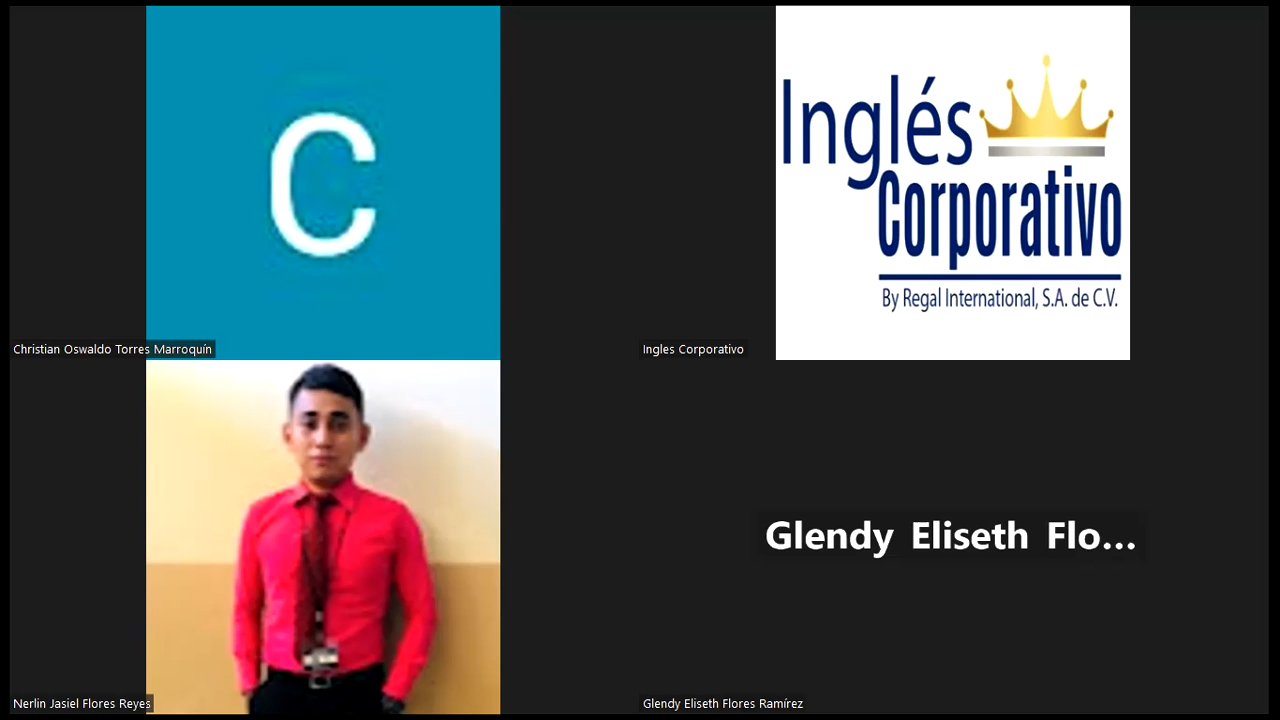 C
Christian Oswaldo Torres Marroquín
Inglés
Corporativo
By Regal International, S.A. de C.V.
Ingles Corporativo
Nerlin Jasiel Flores Reyes
Glendy Eliseth Flo...
Glendy Eliseth Flores Ramírez